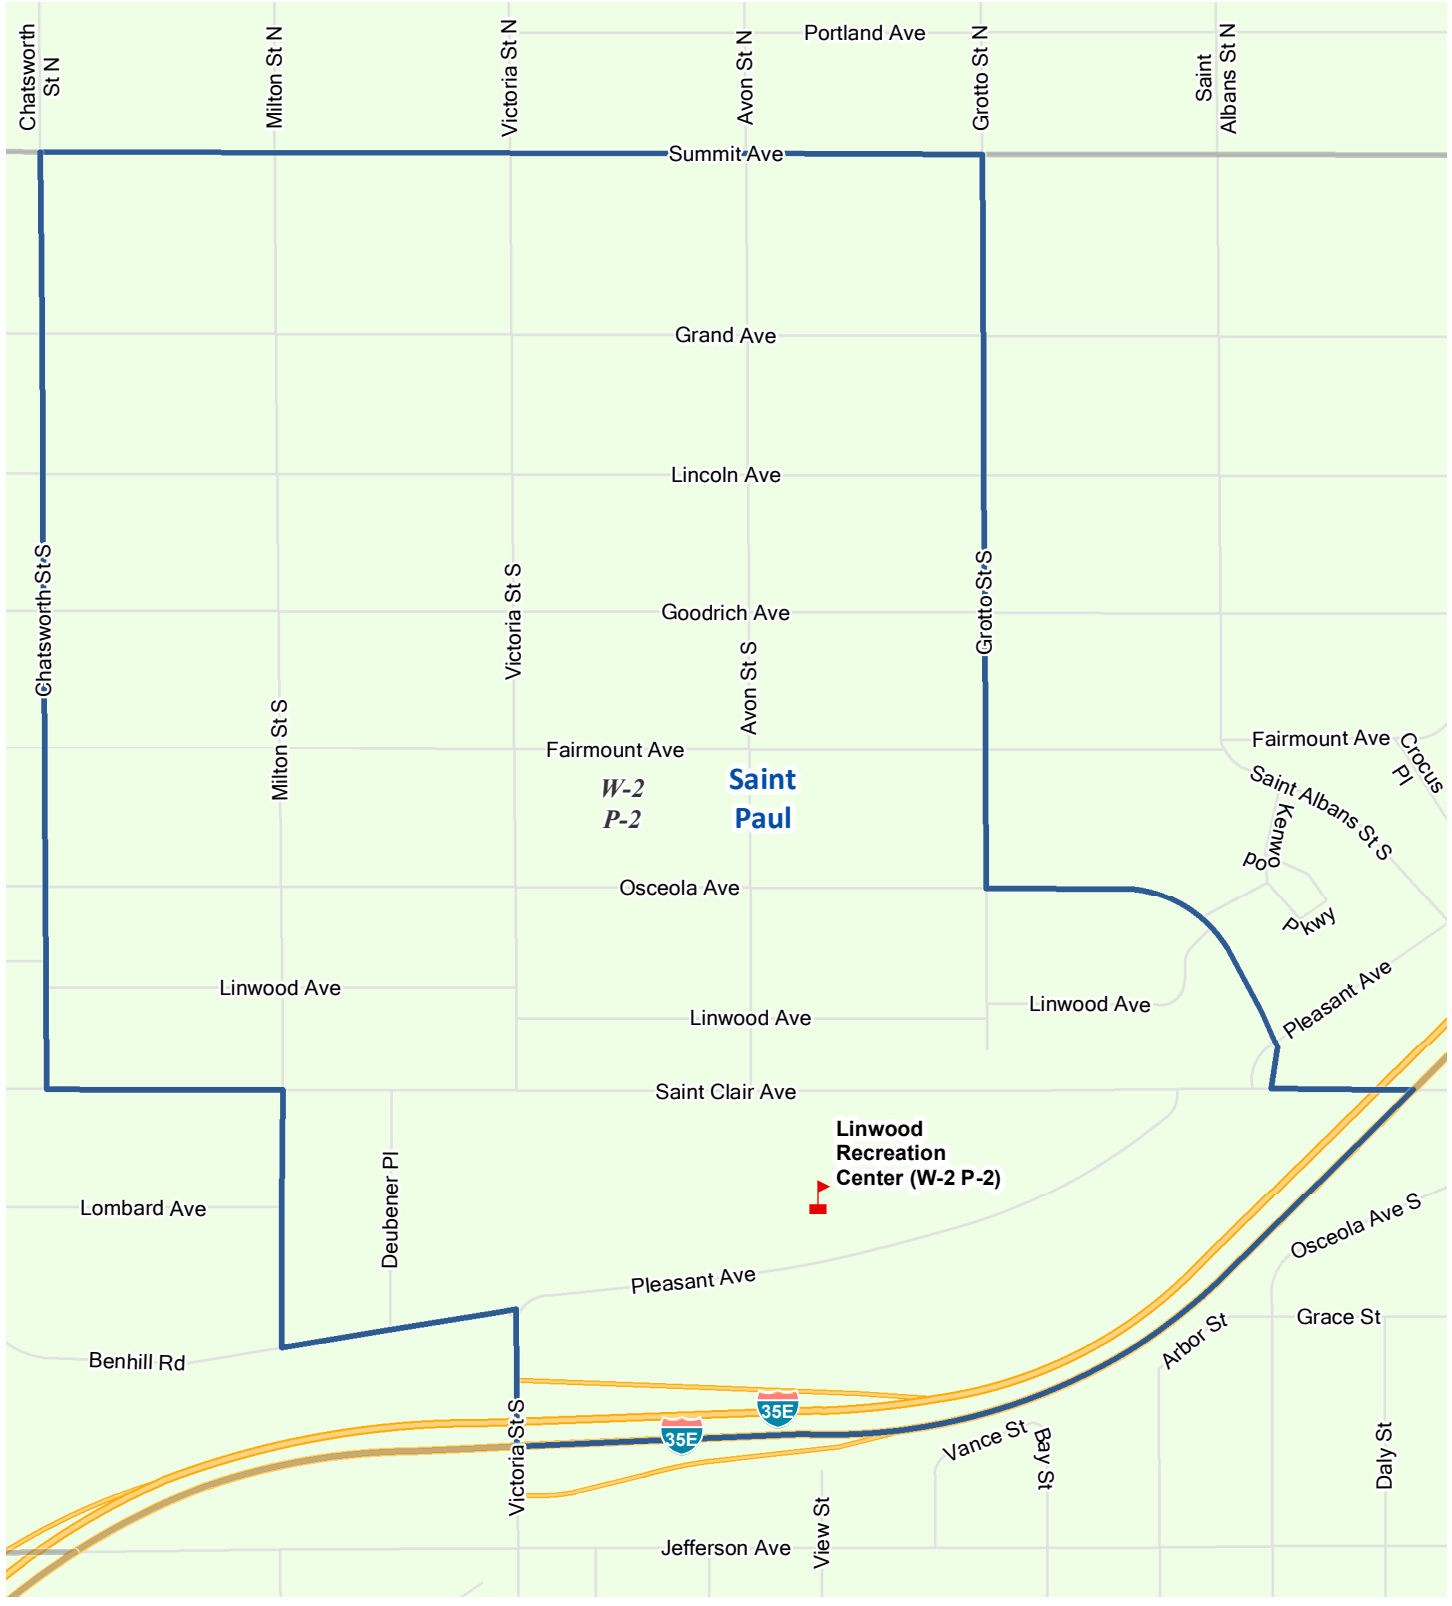 Chatsworth
St N
Milton St N
Victoria St N
Avon St N
Grotto St N
Saint
Albans St N
Portland Ave
Summit Ave
Grand Ave
Lincoln Ave
Chatsworth St S
Victoria St S
Grotto St S
Goodrich Ave
Avon St S
Milton St S
Fairmount Ave
Fairmount Ave
Crocus
Pl
W-2
P-2
Saint
Paul
Saint Albans St S
Kenwo
od
Pkwy
Osceola Ave
Linwood Ave
Linwood Ave
Linwood Ave
Pleasant Ave
Saint Clair Ave
Linwood
Recreation
Center (W-2 P-2)
Deubener Pl
Lombard Ave
Osceola Ave S
Pleasant Ave
Benhill Rd
Arbor St
Grace St
35E
35E
Victoria St S
Vance St
Bay St
Daly St
View St
Jefferson Ave